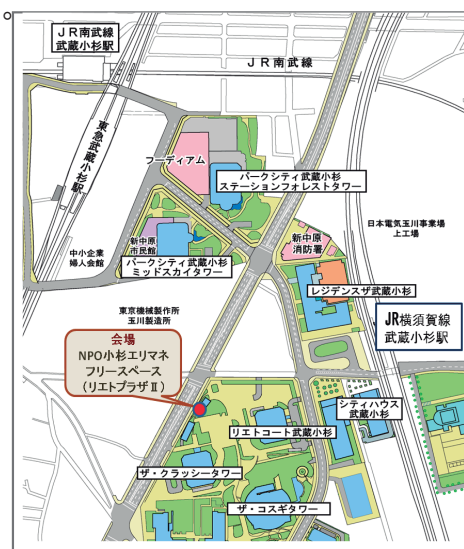 ＪＲ南武線
武蔵小杉駅
ＪＲ南武線
東急武蔵小杉駅
フーディアム
パークシティ武蔵小杉
ステーションフォレストタワー
日本電気玉川事業場
上工場
新中原
消防署
新中原
市民館
中小企業
婦人会館
パークシティ武蔵小杉
ミッドスカイタワー
レジデンスザ武蔵小杉
東京機械製作所
玉川製造所
JR横須賀線
武蔵小杉駅
会場
NPO小杉エリマネ
フリースペース
（リエトプラザⅡ）
シティハウス
武蔵小杉
リエトコート武蔵小杉
ザ・クラッシータワー
ザ・コスギタワー